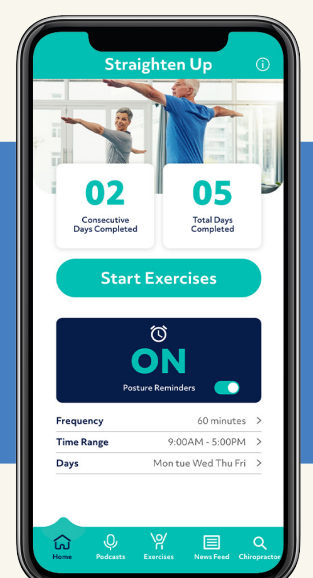 Straighten Up
02
Consecutive
Days Completed
05
Total Days
Completed
Start Exercises
ON
Posture Reminders
Frequency 60 minutes >
Time Range 9:00AM - 5:00PM >
Days Mon tue Wed Thu Fri >
Home Podcasts Exercises News Feed Chiropractor